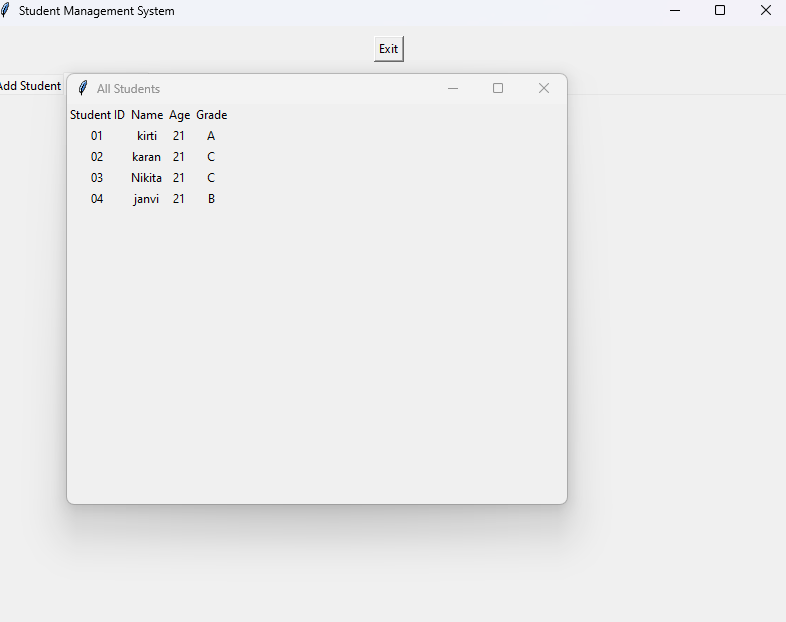 Student Management System
Exit
Add Student
All Students
Student ID Name Age Grade
01 kirti 21 A
02 karan 21 C
03 Nikita 21 C
04 janvi 21 B